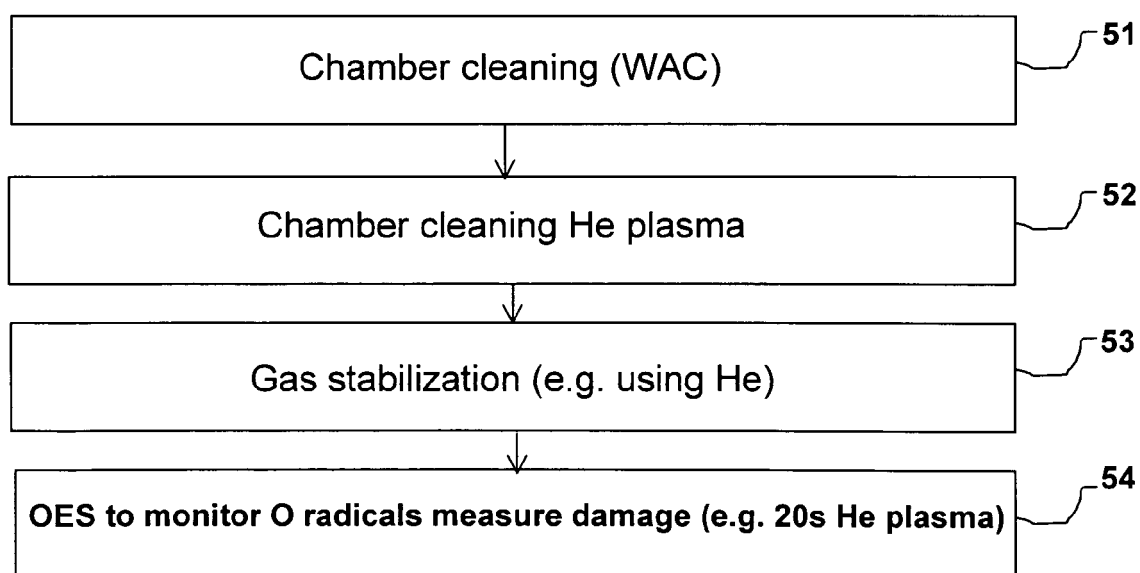 Chamber cleaning (WAC)
51
Chamber cleaning He plasma
52
Gas stabilization (e.g. using He)
53
OES to monitor O radicals measure damage (e.g. 20s He plasma)
54